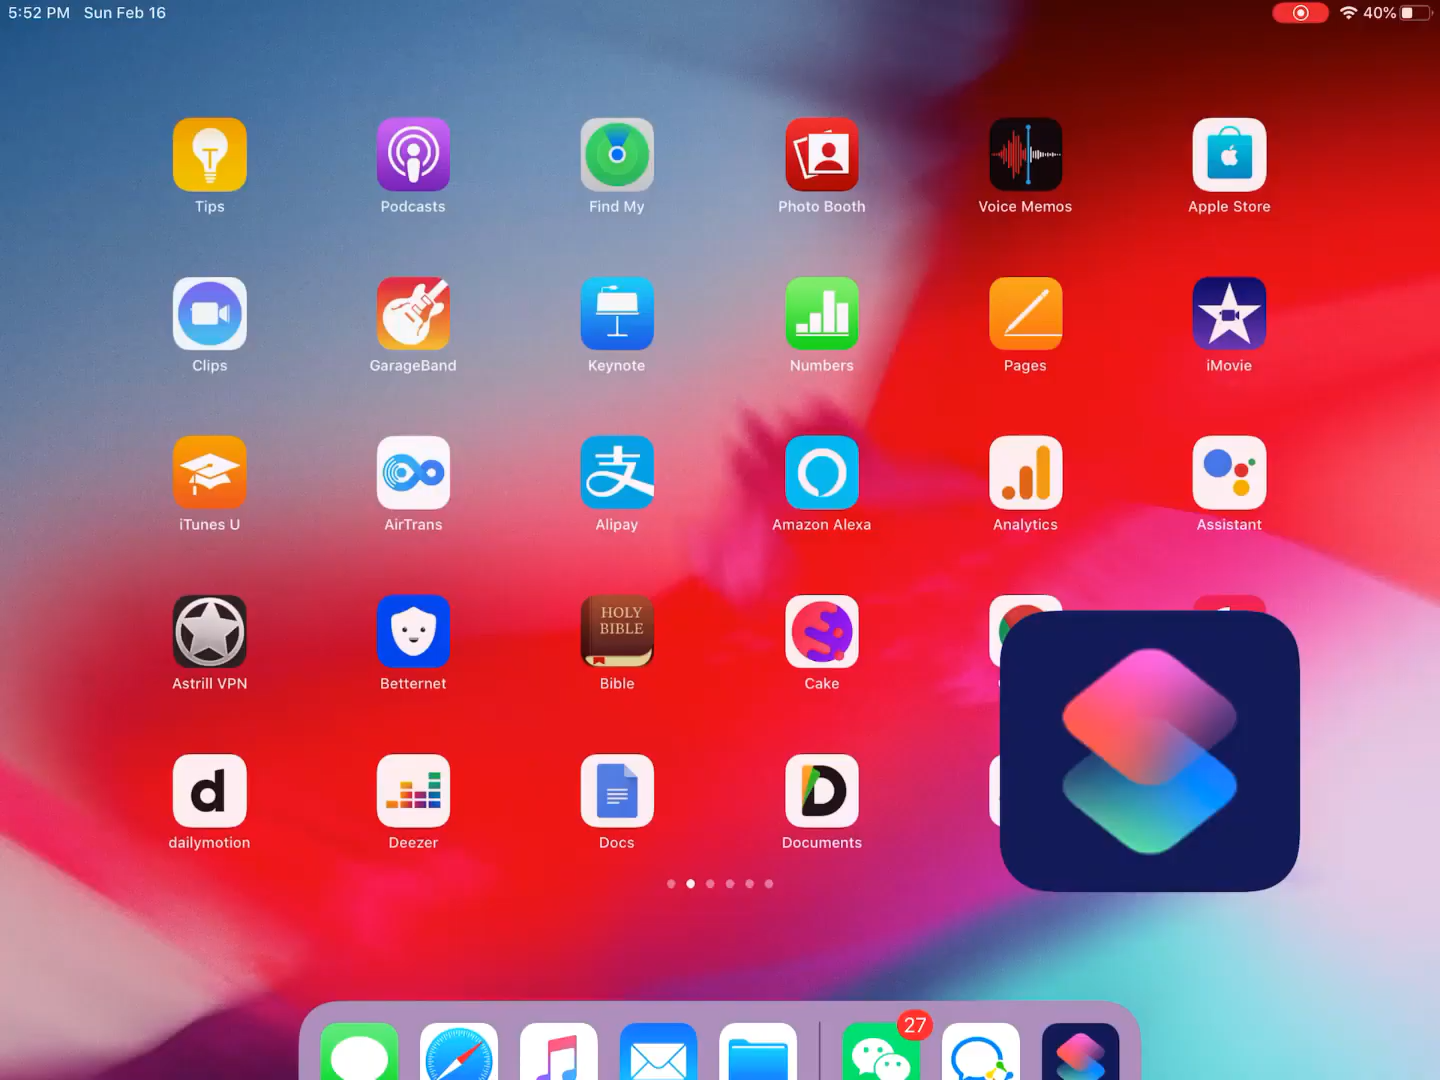 5:52 PM Sun Feb 16
40%
Tips
Podcasts
Find My
Photo Booth
Voice Memos
Apple Store
Clips
GarageBand
Keynote
Numbers
Pages
iMovie
iTunes U
AirTrans
支
Alipay
Amazon Alexa
Analytics
Assistant
HOLY
BIBLE
Astrill VPN
Betternet
Bible
Cake
d
D
dailymotion
Deezer
Docs
Documents
27